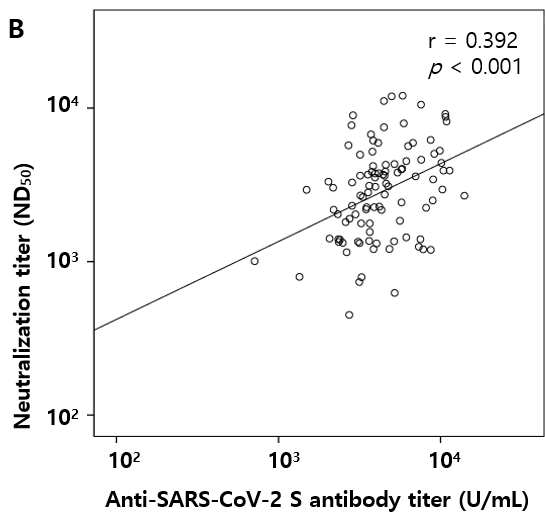 B
r = 0.392
p < 0.001
Neutralization titer (ND₅₀)
10⁴
10³
10²
10² 10³ 10⁴
Anti-SARS-CoV-2 S antibody titer (U/mL)